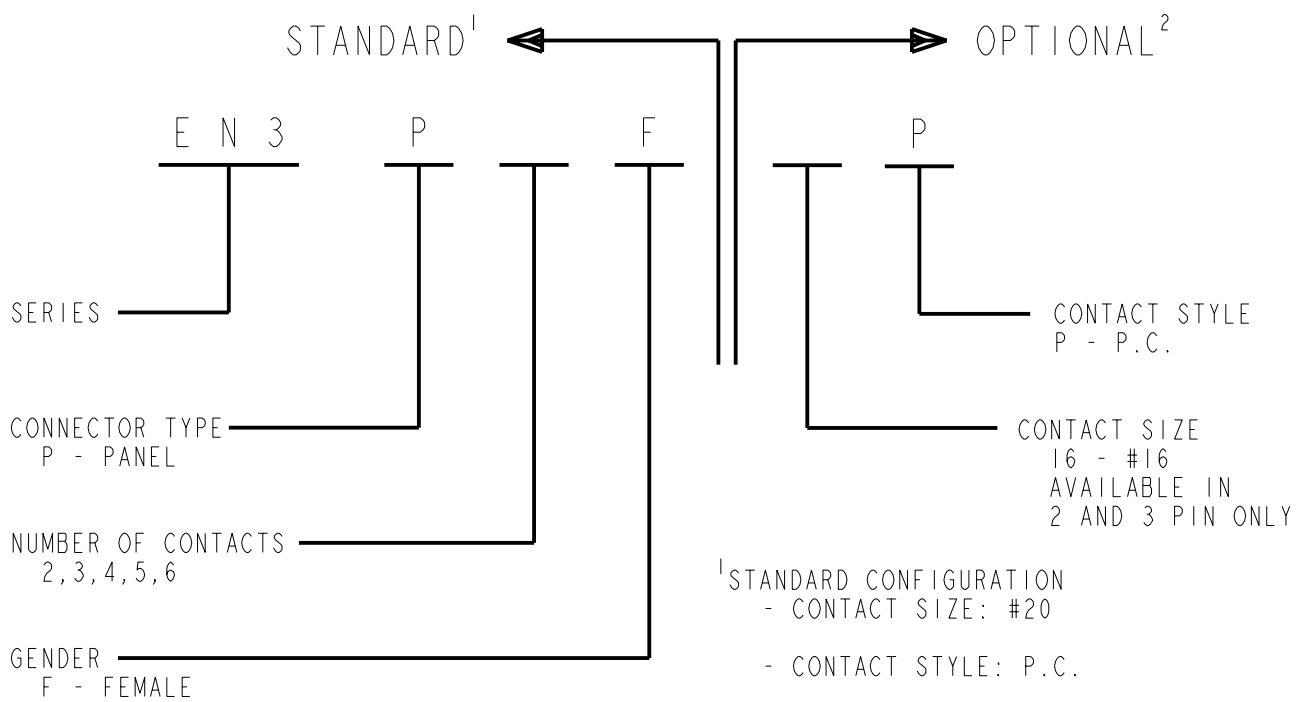 STANDARD¹ OPTIONAL²
EN3 P F P
SERIES
CONNECTOR TYPE
P - PANEL
NUMBER OF CONTACTS
2,3,4,5,6
GENDER
F - FEMALE
CONTACT STYLE
P - P.C.
CONTACT SIZE
16 - #16
AVAILABLE IN
2 AND 3 PIN ONLY
¹STANDARD CONFIGURATION
- CONTACT SIZE: #20
- CONTACT STYLE: P.C.